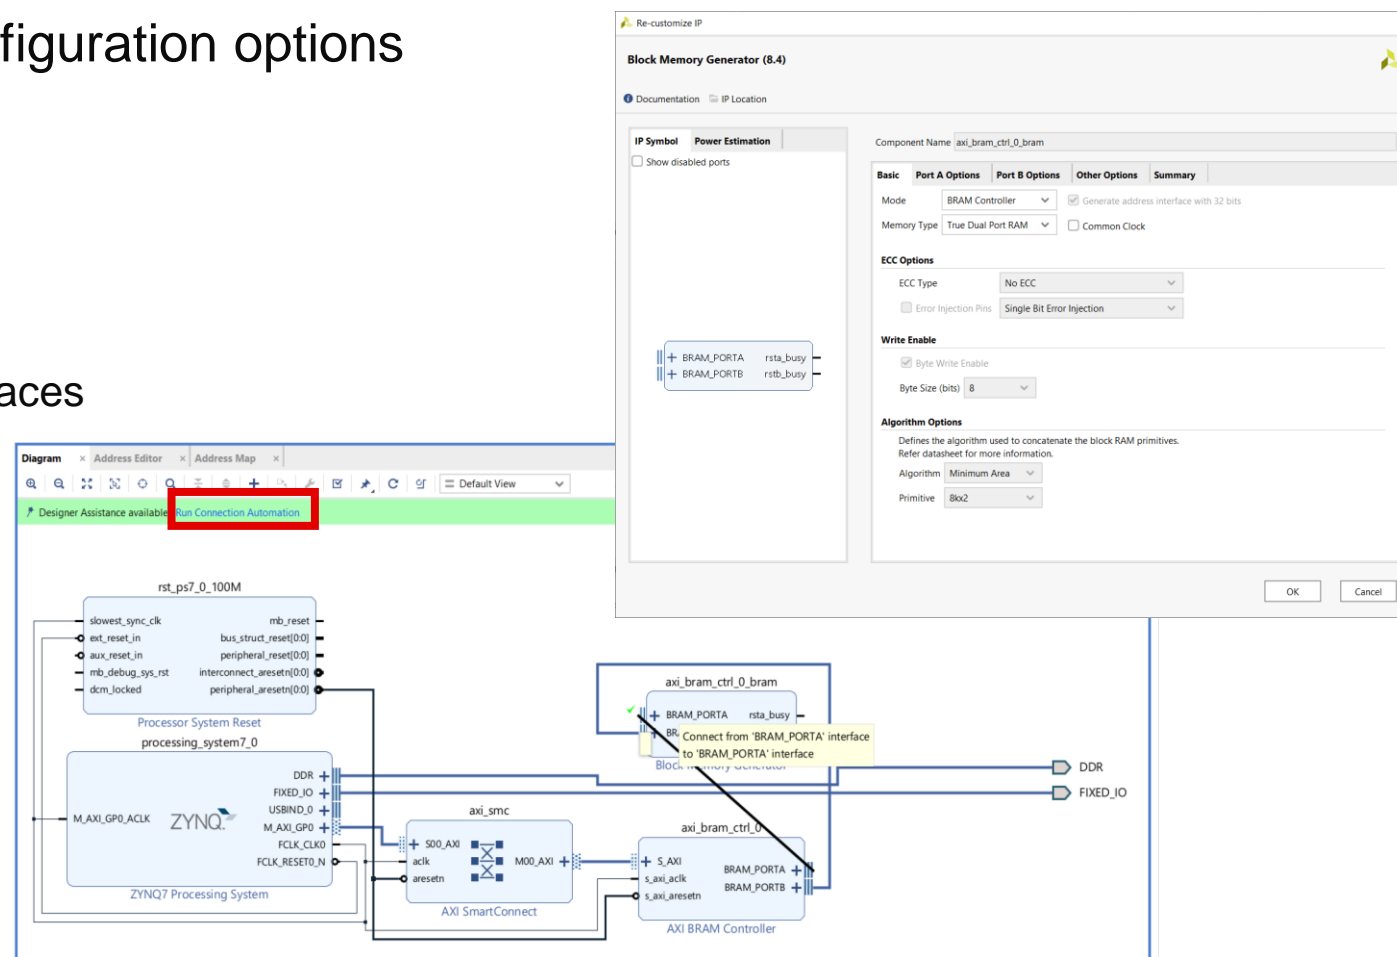 figuration options
aces
Re-customize IP
Block Memory Generator (8.4)
Documentation IP Location
IP Symbol Power Estimation
Show disabled ports
BRAM_PORTA rsta_busy
BRAM_PORTB rstb_busy
Component Name axi_bram_ctrl_0_bram
Basic Port A Options Port B Options Other Options Summary
Mode BRAM Controller Generate address interface with 32 bits
Memory Type True Dual Port RAM Common Clock
ECC Options
ECC Type No ECC
Error Injection Pins Single Bit Error Injection
Write Enable
Byte Write Enable
Byte Size (bits) 8
Algorithm Options
Defines the algorithm used to concatenate the block RAM primitives.
Refer datasheet for more information.
Algorithm Minimum Area
Primitive 8kx2
OK Cancel
Diagram × Address Editor × Address Map ×
Default View
Designer Assistance available Run Connection Automation
rst_ps7_0_100M
slowest_sync_clk mb_reset
ext_reset_in bus_struct_reset[0:0]
aux_reset_in peripheral_reset[0:0]
mb_debug_sys_rst interconnect_aresetn[0:0]
dcm_locked peripheral_aresetn[0:0]
Processor System Reset
processing_system7_0
DDR
FIXED_IO
USBIND_0
M_AXI_GP0_ACLK ZYNQ. M_AXI_GP0
FCLK_CLK0
FCLK_RESET0_N
ZYNQ7 Processing System
axi_smc
S00_AXI
aclk M00_AXI
aresetn
AXI SmartConnect
axi_bram_ctrl_0_bram
BRAM_PORTA rsta_busy
BR
Connect from 'BRAM_PORTA' interface
to 'BRAM_PORTA' interface
Block Memory Generator
axi_bram_ctrl_0
S_AXI BRAM_PORTA
s_axi_aclk BRAM_PORTB
s_axi_aresetn
AXI BRAM Controller
DDR
FIXED_IO